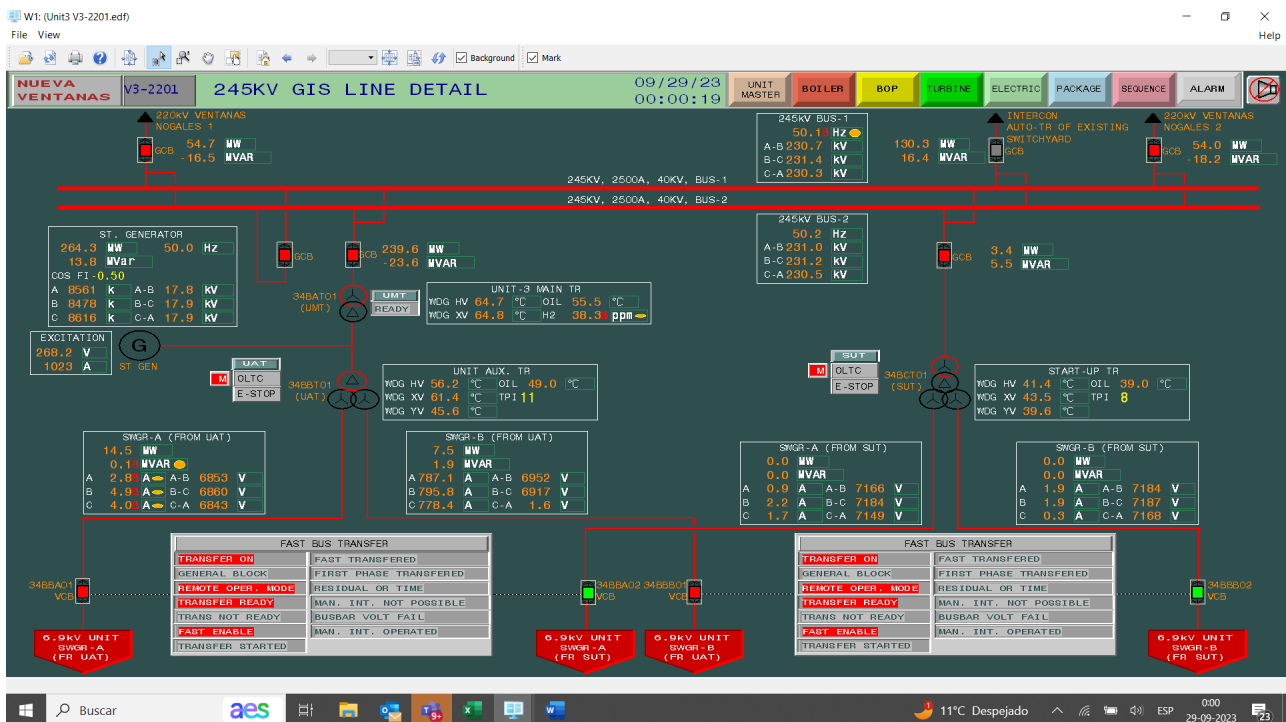 W1: (Unit3 V3-2201.edf)
File View
Help
Background
Mark
NUEVA
VENTANAS
V3-2201
245KV GIS LINE DETAIL
09/29/23
00:00:19
UNIT
MASTER
BOILER
BOP
TURBINE
ELECTRIC
PACKAGE
SEQUENCE
ALARM
220kV VENTANAS
NOGALES 1
GCB
54.7 MW
-16.5 MVAR
245kV BUS-1
50.1 Hz
A-B 230.7 kV
B-C 231.4 kV
C-A 230.3 kV
130.3 MW
16.4 MVAR
INTERCON
AUTO-TR OF EXISTING
SWITCHYARD
GCB
220kV VENTANAS
NOGALES 2
GCB
54.0 MW
-18.2 MVAR
245KV, 2500A, 40KV, BUS-1
245KV, 2500A, 40KV, BUS-2
ST. GENERATOR
264.3 MW 50.0 Hz
13.8 MVar
COS FI -0.50
A 8561 k A-B 17.8 kV
B 8478 k B-C 17.9 kV
C 8616 k C-A 17.9 kV
GCB
GCB
239.6 MW
-23.6 MVAR
245kV BUS-2
50.2 Hz
A-B 231.0 kV
B-C 231.2 kV
C-A 230.5 kV
GCB
3.4 MW
5.5 MVAR
34BAT01
(UMT)
UMT
READY
UNIT-3 MAIN TR
WDG HV 64.7 °C OIL 55.5 °C
WDG XV 64.8 °C H2 38.3 ppm
EXCITATION
268.2 V
1023 A
G
ST GEN
UAT
M
OLTC
E-STOP
34BBT01
(UAT)
UNIT AUX. TR
WDG HV 56.2 °C OIL 49.0 °C
WDG XV 61.4 °C TPI 11
WDG YV 45.6 °C
SUT
M
OLTC
E-STOP
34BCT01
(SUT)
START-UP TR
WDG HV 41.4 °C OIL 39.0 °C
WDG XV 43.5 °C TPI 8
WDG YV 39.6 °C
SWGR-A (FROM UAT)
14.5 MW
0.1 MVAR
A 2.8 A A-B 6853 V
B 4.9 A B-C 6860 V
C 4.0 A C-A 6843 V
SWGR-B (FROM UAT)
7.5 MW
1.9 MVAR
A 787.1 A A-B 6952 V
B 795.8 A B-C 6917 V
C 778.4 A C-A 1.6 V
SWGR-A (FROM SUT)
0.0 MW
0.0 MVAR
A 0.9 A A-B 7166 V
B 2.2 A B-C 7184 V
C 1.7 A C-A 7149 V
SWGR-B (FROM SUT)
0.0 MW
0.0 MVAR
A 1.9 A A-B 7184 V
B 1.9 A B-C 7187 V
C 0.3 A C-A 7168 V
FAST BUS TRANSFER
TRANSFER ON FAST TRANSFERED
GENERAL BLOCK FIRST PHASE TRANSFERED
REMOTE OPER. MODE RESIDUAL OR TIME
TRANSFER READY MAN. INT. NOT POSSIBLE
TRANS NOT READY BUSBAR VOLT FAIL
FAST ENABLE MAN. INT. OPERATED
TRANSFER STARTED
FAST BUS TRANSFER
TRANSFER ON FAST TRANSFERED
GENERAL BLOCK FIRST PHASE TRANSFERED
REMOTE OPER. MODE RESIDUAL OR TIME
TRANSFER READY MAN. INT. NOT POSSIBLE
TRANS NOT READY BUSBAR VOLT FAIL
FAST ENABLE MAN. INT. OPERATED
TRANSFER STARTED
34BBA01
VCB
34BBA02
VCB
34BBB01
VCB
34BBB02
VCB
6.9kV UNIT
SWGR-A
(FR UAT)
6.9kV UNIT
SWGR-A
(FR SUT)
6.9kV UNIT
SWGR-B
(FR UAT)
6.9kV UNIT
SWGR-B
(FR SUT)
Buscar
aes
9+
11°C Despejado
ESP
0:00
29-09-2023
23